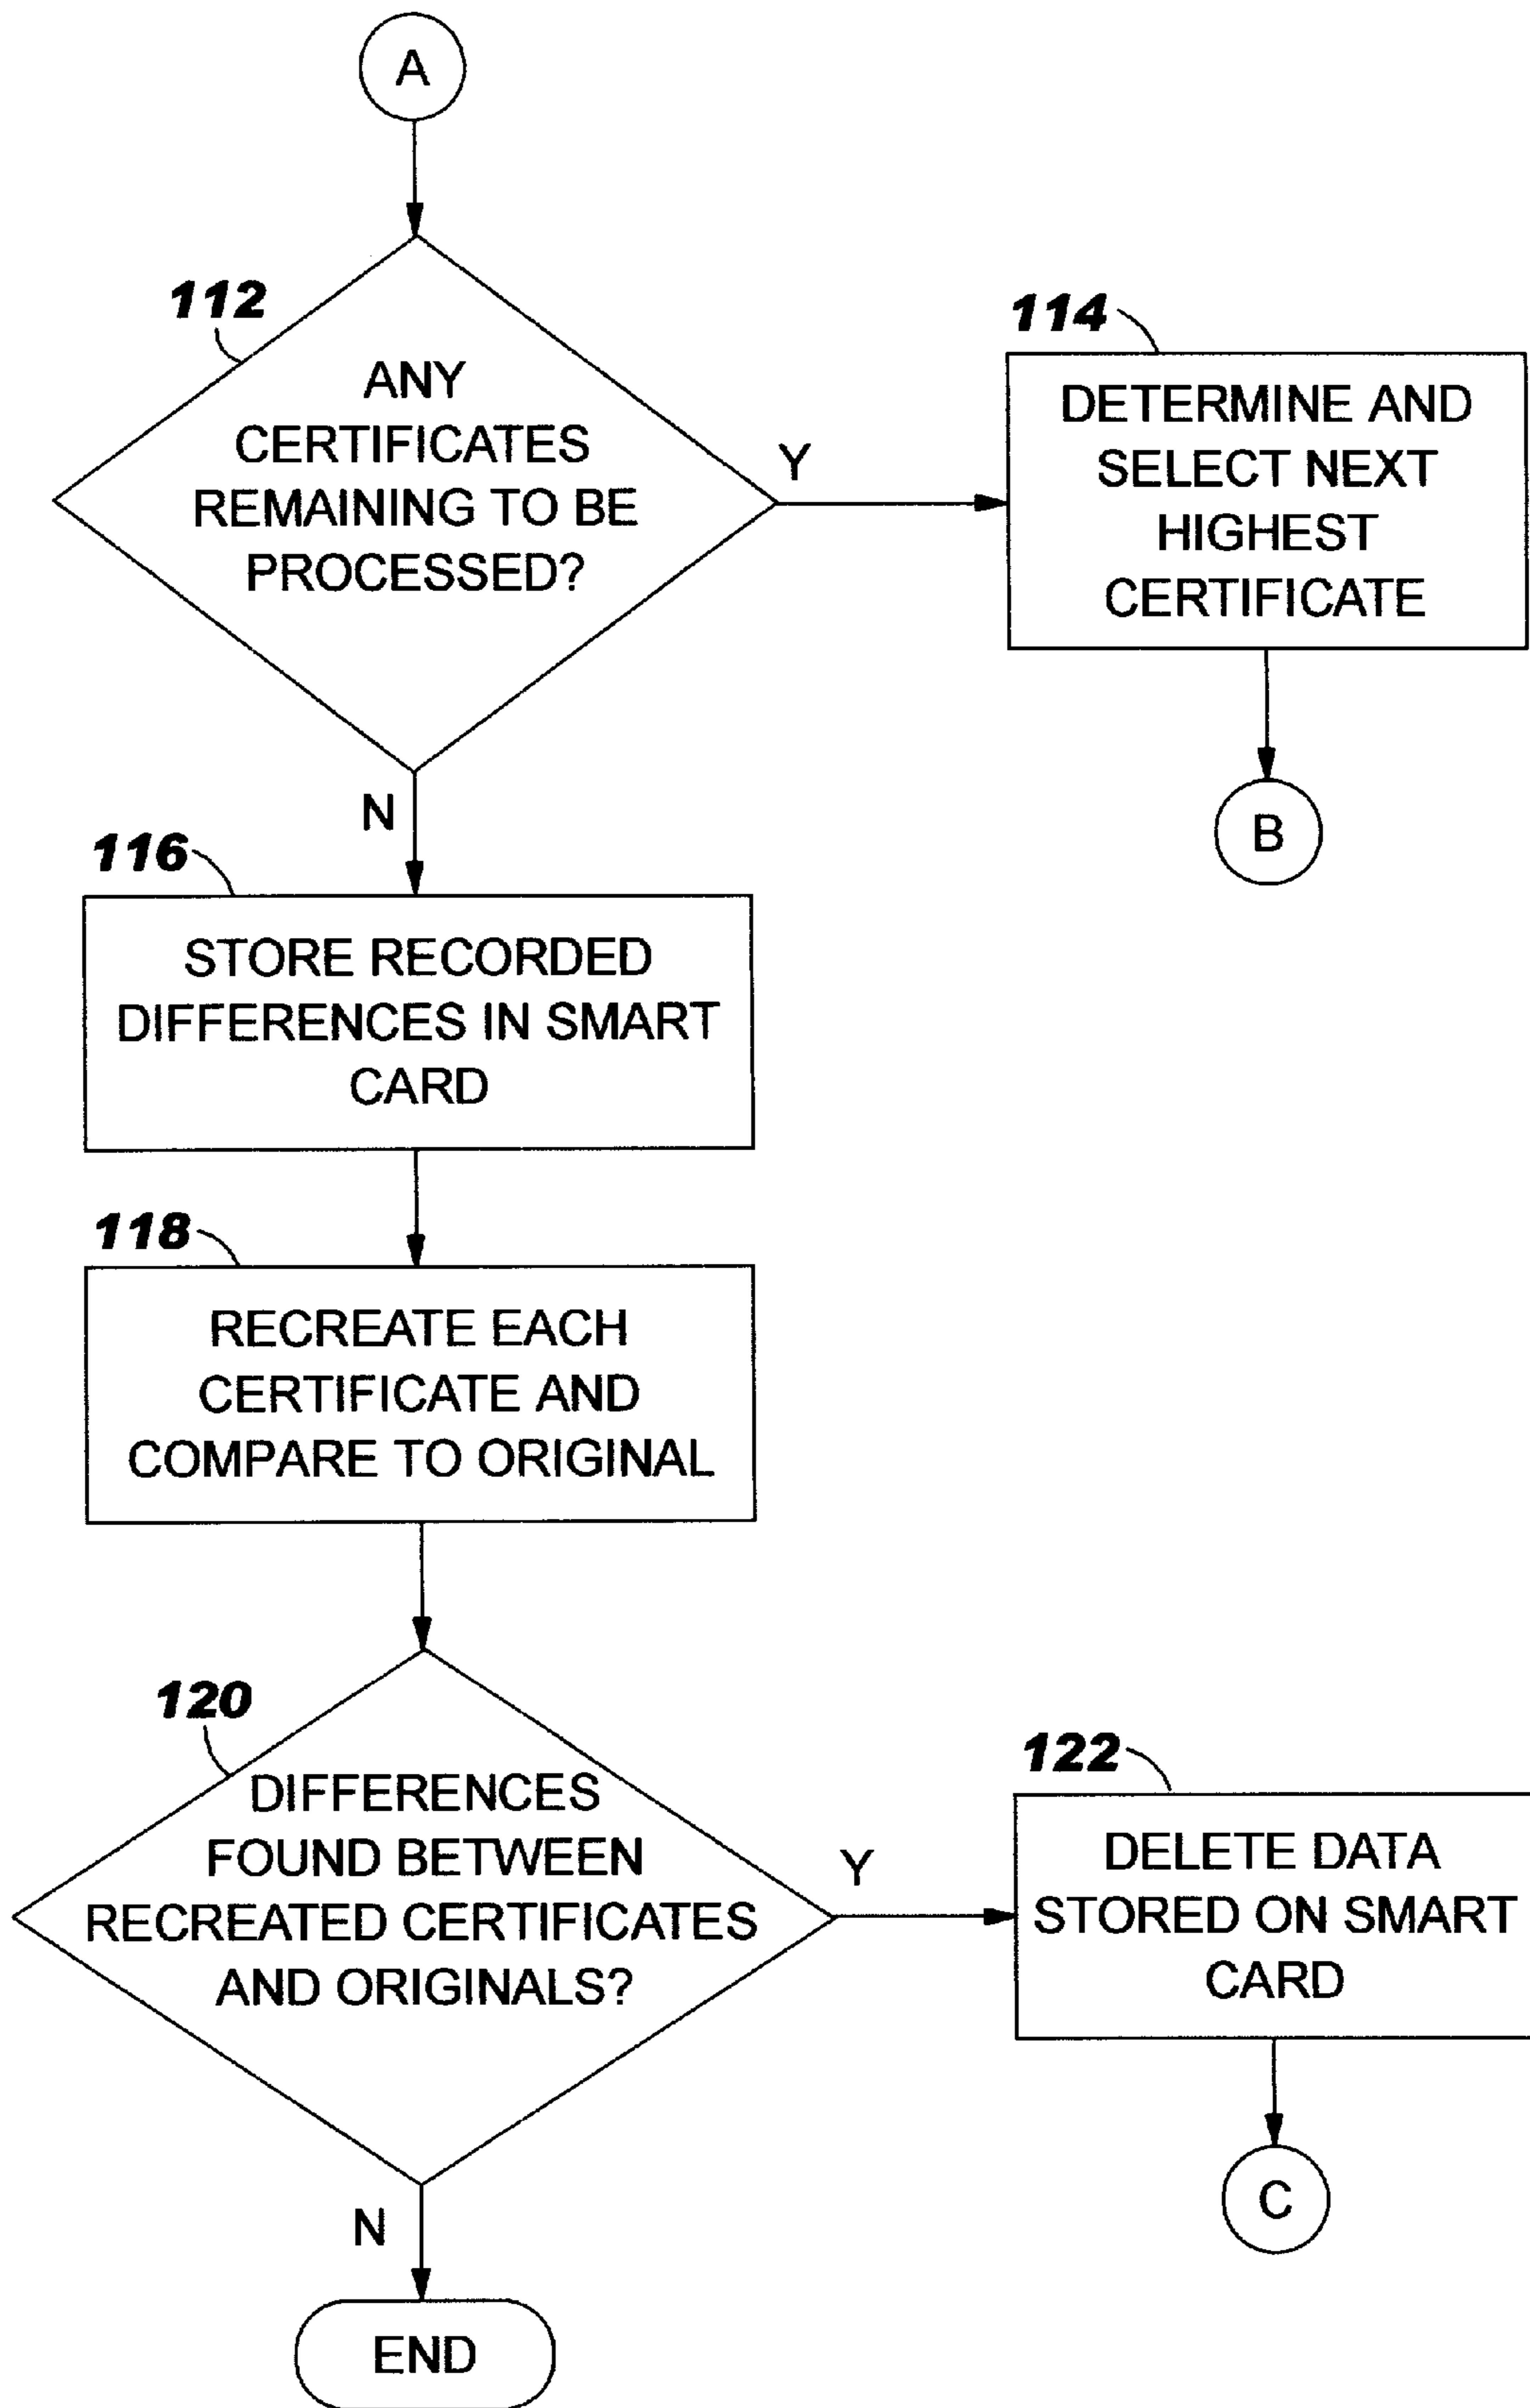 A
112
ANY
CERTIFICATES
REMAINING TO BE
PROCESSED?
Y
114
DETERMINE AND
SELECT NEXT
HIGHEST
CERTIFICATE
B
N
116
STORE RECORDED
DIFFERENCES IN SMART
CARD
118
RECREATE EACH
CERTIFICATE AND
COMPARE TO ORIGINAL
120
DIFFERENCES
FOUND BETWEEN
RECREATED CERTIFICATES
AND ORIGINALS?
Y
122
DELETE DATA
STORED ON SMART
CARD
C
N
END